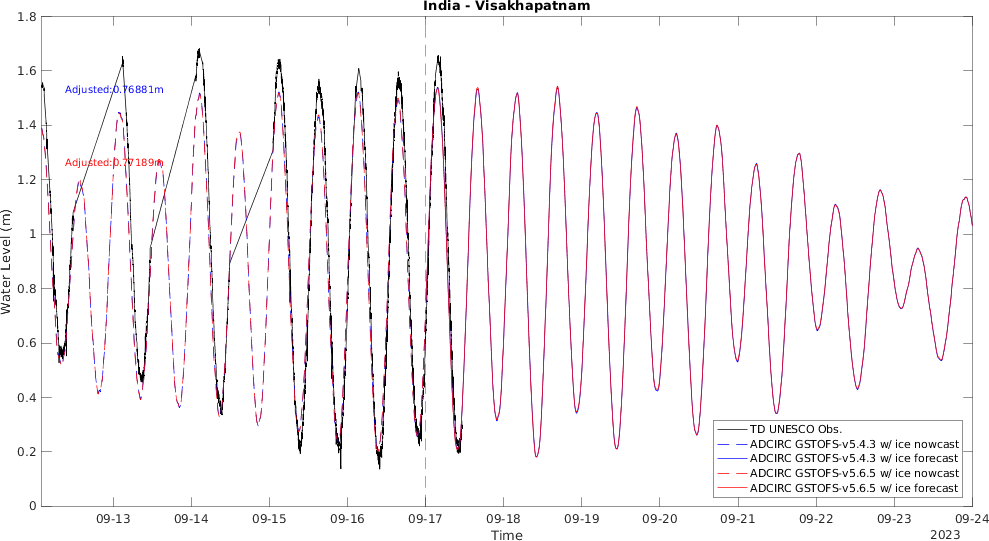 India - Visakhapatnam
Water Level (m)
1.8
1.6
1.4
1.2
1
0.8
0.6
0.4
0.2
0
Adjusted:0.76881m
Adjusted:0.77189m
TD UNESCO Obs.
ADCIRC GSTOFS-v5.4.3 w/ ice nowcast
ADCIRC GSTOFS-v5.4.3 w/ ice forecast
ADCIRC GSTOFS-v5.6.5 w/ ice nowcast
ADCIRC GSTOFS-v5.6.5 w/ ice forecast
09-13 09-14 09-15 09-16 09-17 09-18 09-19 09-20 09-21 09-22 09-23 09-24
2023
Time